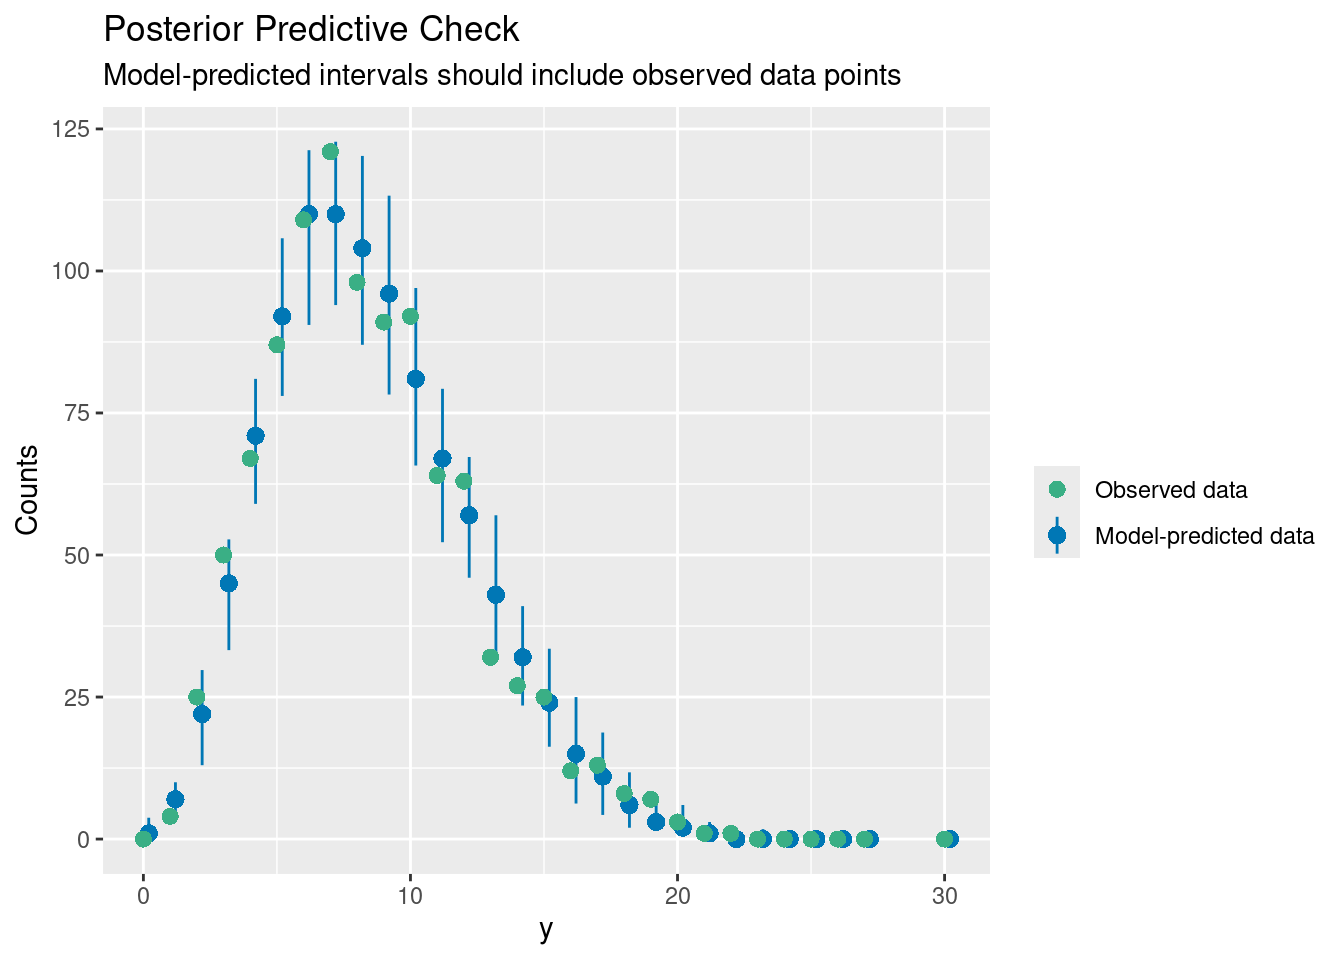 Posterior Predictive Check
Model-predicted intervals should include observed data points
125
100
75
50
25
0
Counts
0 10 20 30
y
Observed data
Model-predicted data